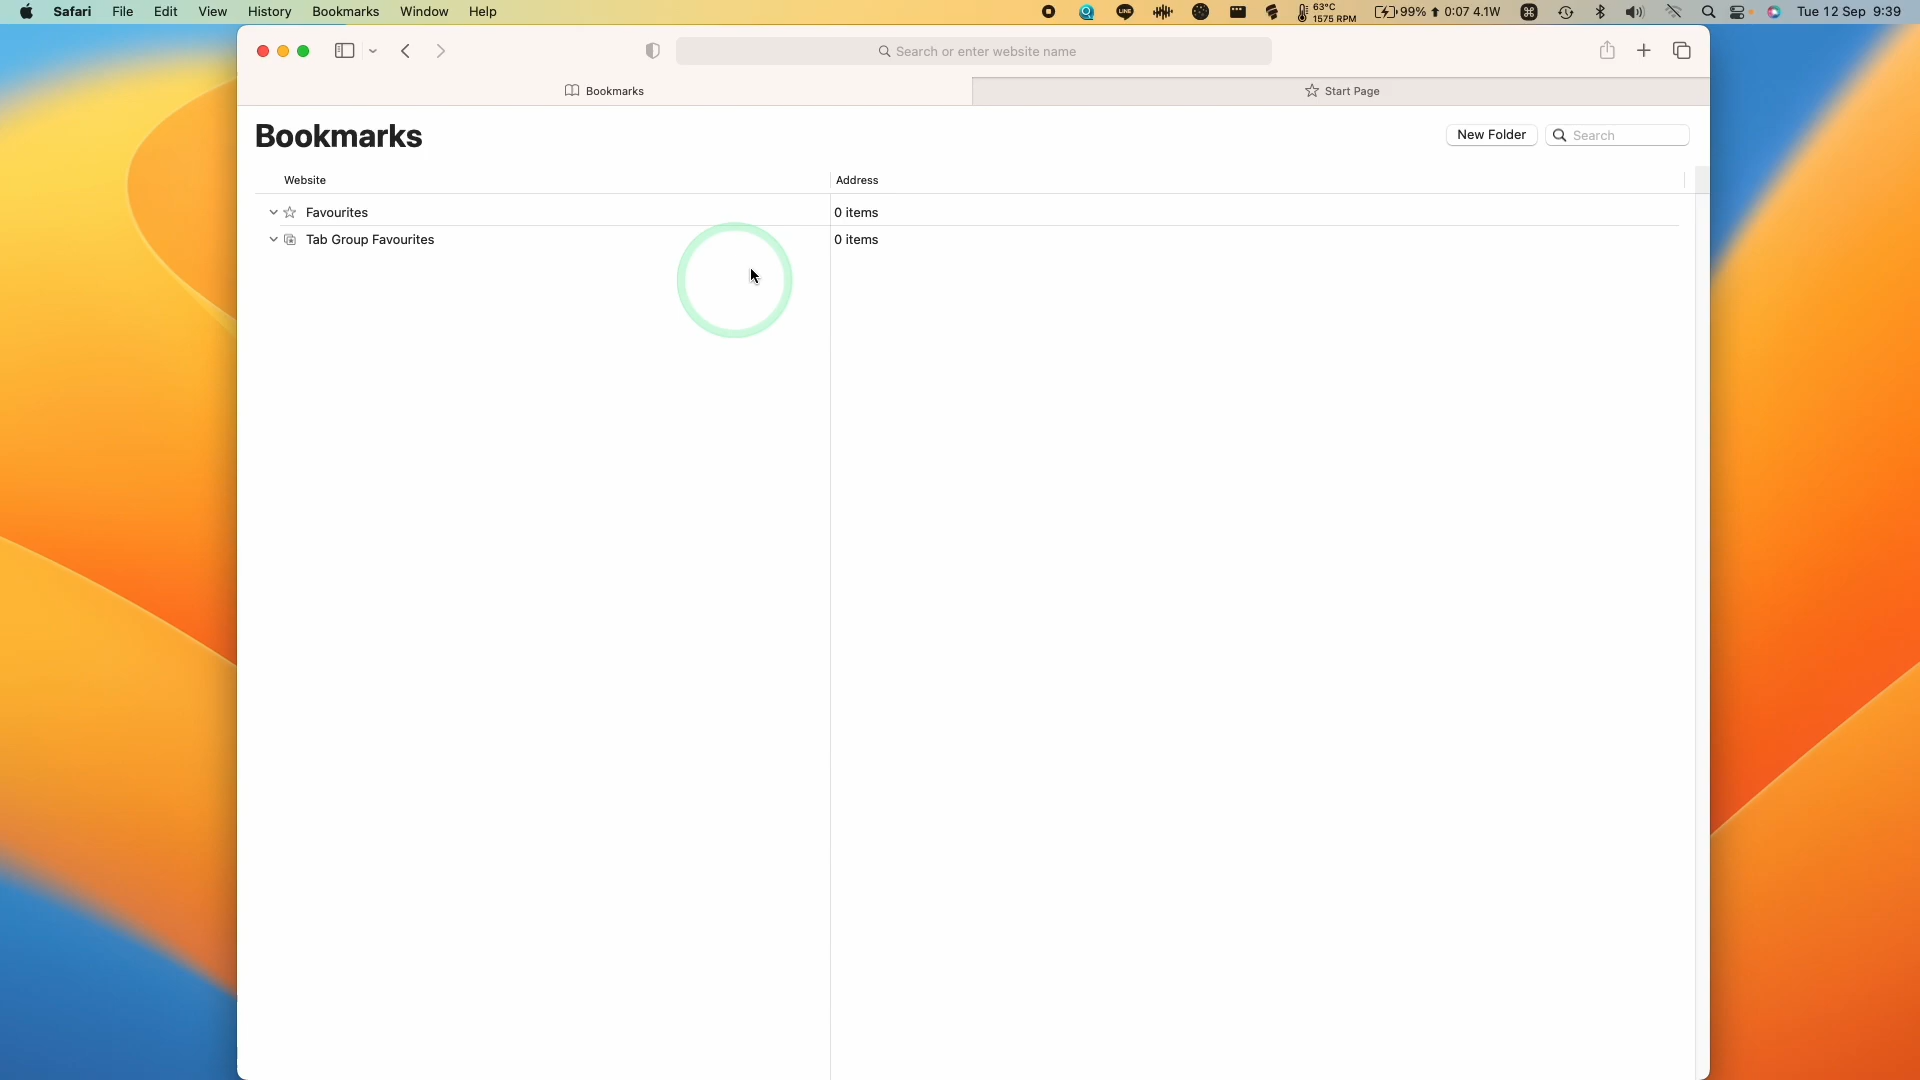 Safari File Edit View History Bookmarks Window Help
LINE
63°C
1575 RPM
99% 0:07 4.1W
Tue 12 Sep 9:39
Search or enter website name
Bookmarks
Start Page
Bookmarks
New Folder
Search
Website
Address
Favourites
0 items
Tab Group Favourites
0 items